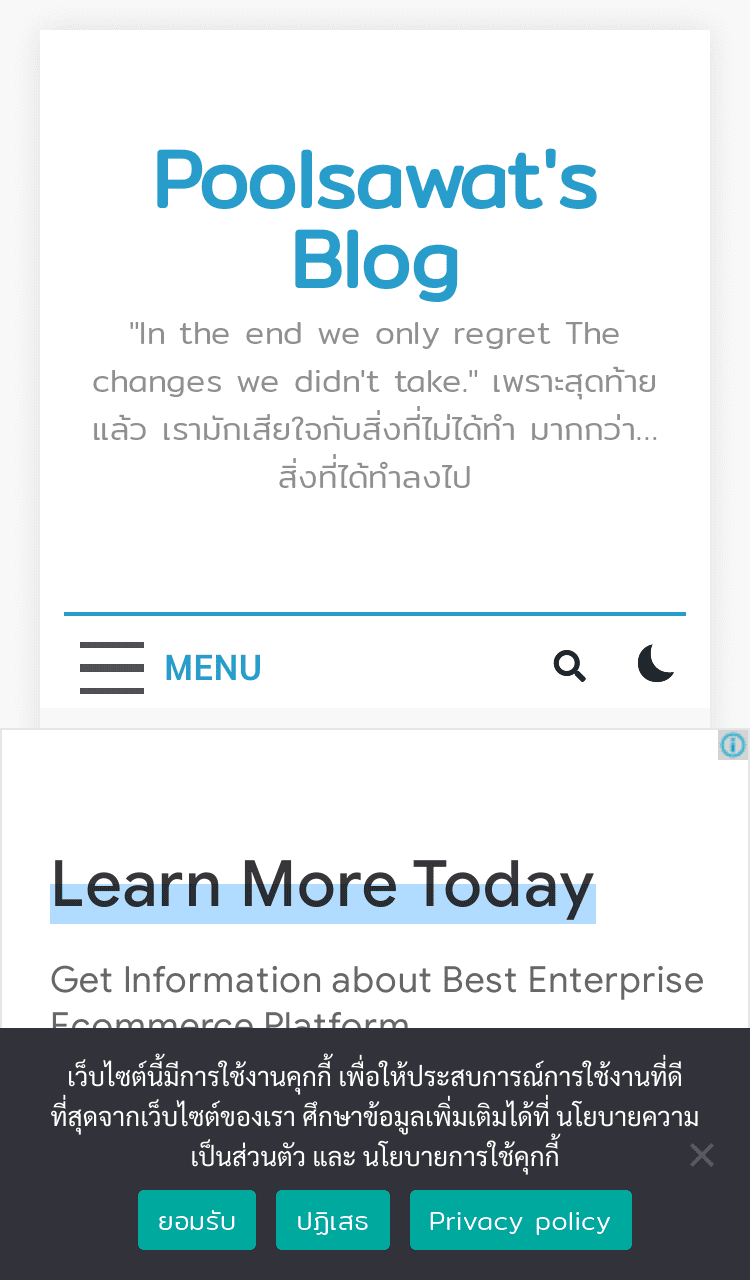 Poolsawat's
Blog
"In the end we only regret The
changes we didn't take." เพราะสุดท้าย
แล้ว เรามักเสียใจกับสิ่งที่ไม่ได้ทำ มากกว่า...
สิ่งที่ได้ทำลงไป
MENU
Learn More Today
Get Information about Best Enterprise
Ecommerce Platform
เว็บไซต์นี้มีการใช้งานคุกกี้ เพื่อให้ประสบการณ์การใช้งานที่ดี
ที่สุดจากเว็บไซต์ของเรา ศึกษาข้อมูลเพิ่มเติมได้ที่ นโยบายความ
เป็นส่วนตัว และ นโยบายการใช้คุกกี้
ยอมรับ ปฏิเสธ Privacy policy